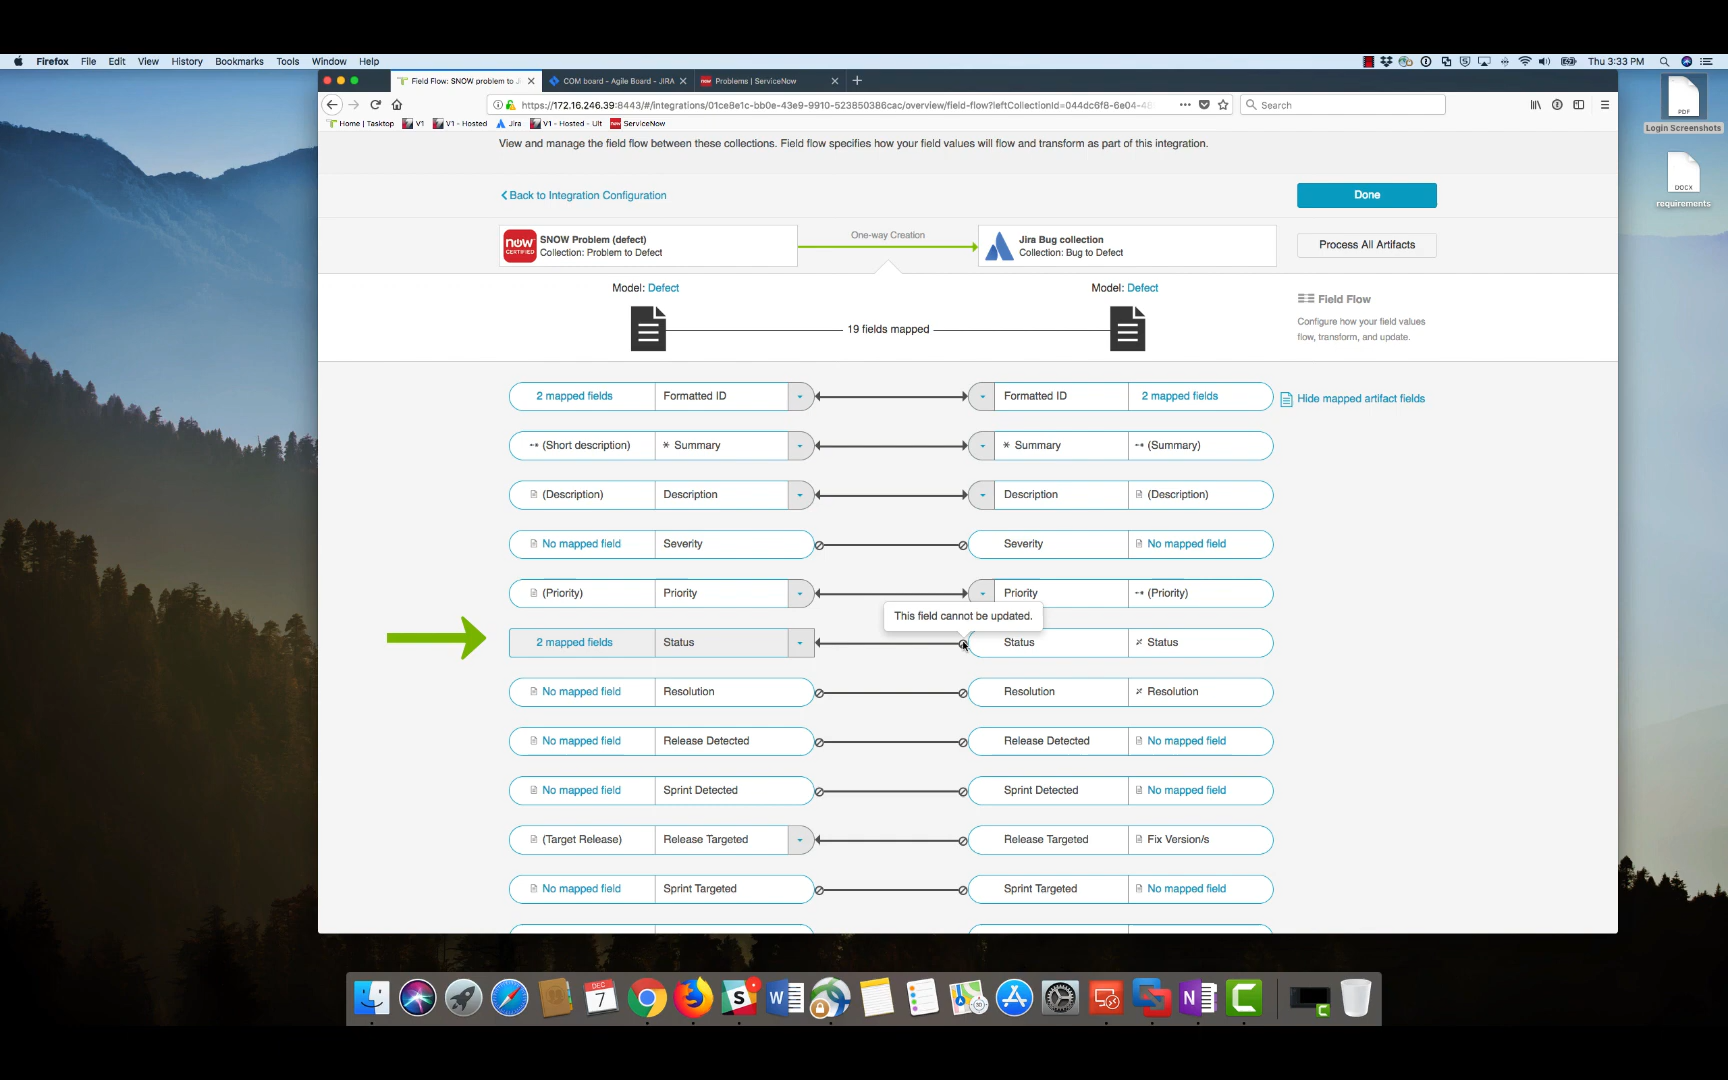 Firefox File Edit View History Bookmarks Tools Window Help
Thu 3:33 PM
Field Flow: SNOW problem to J
COM board - Agile Board - JIRA
Problems | ServiceNow
https://172.16.246.39:8443/#/integrations/01ce8e1c-bb0e-43e9-9910-523850386cac/overview/field-flow?leftCollectionId=044dc6f8-6e04-48
Search
Home | Tasktop V1 V1 - Hosted Jira V1 - Hosted - Ult ServiceNow
PDF
Login Screenshots
DOCX
requirements
View and manage the field flow between these collections. Field flow specifies how your field values will flow and transform as part of this integration.
Back to Integration Configuration
Done
now
CERTIFIED
SNOW Problem (defect)
Collection: Problem to Defect
One-way Creation
Jira Bug collection
Collection: Bug to Defect
Process All Artifacts
Model: Defect
Model: Defect
19 fields mapped
Field Flow
Configure how your field values
flow, transform, and update.
2 mapped fields Formatted ID Formatted ID 2 mapped fields
Hide mapped artifact fields
(Short description) * Summary * Summary (Summary)
(Description) Description Description (Description)
No mapped field Severity Severity No mapped field
(Priority) Priority Priority (Priority)
This field cannot be updated.
2 mapped fields Status Status Status
No mapped field Resolution Resolution Resolution
No mapped field Release Detected Release Detected No mapped field
No mapped field Sprint Detected Sprint Detected No mapped field
(Target Release) Release Targeted Release Targeted Fix Version/s
No mapped field Sprint Targeted Sprint Targeted No mapped field
DEC
7
S
W
N
C